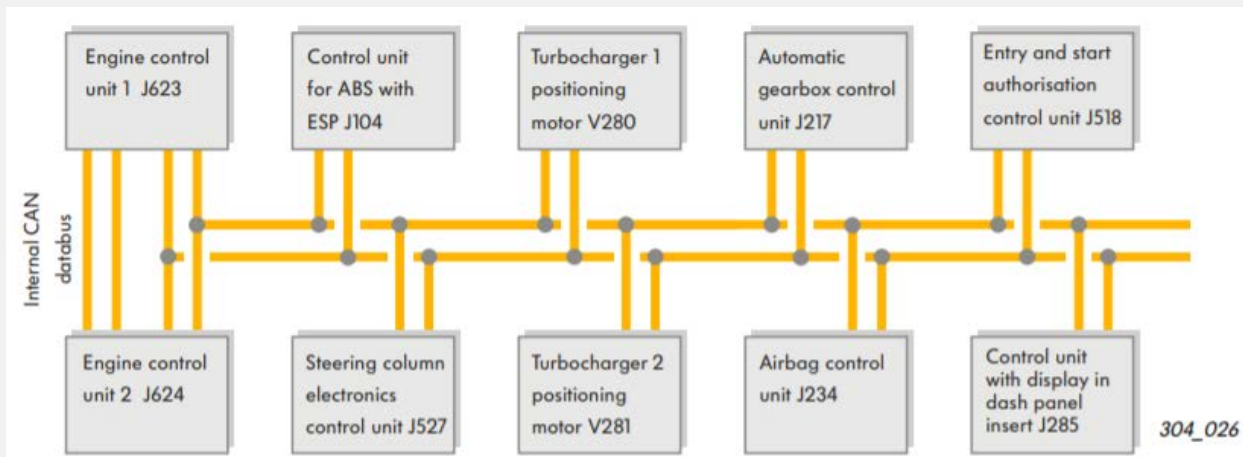 Engine control
unit 1 J623
Control unit
for ABS with
ESP J104
Turbocharger 1
positioning
motor V280
Automatic
gearbox control
unit J217
Entry and start
authorisation
control unit J518
Internal CAN
databus
Engine control
unit 2 J624
Steering column
electronics
control unit J527
Turbocharger 2
positioning
motor V281
Airbag control
unit J234
Control unit
with display in
dash panel
insert J285
304_026